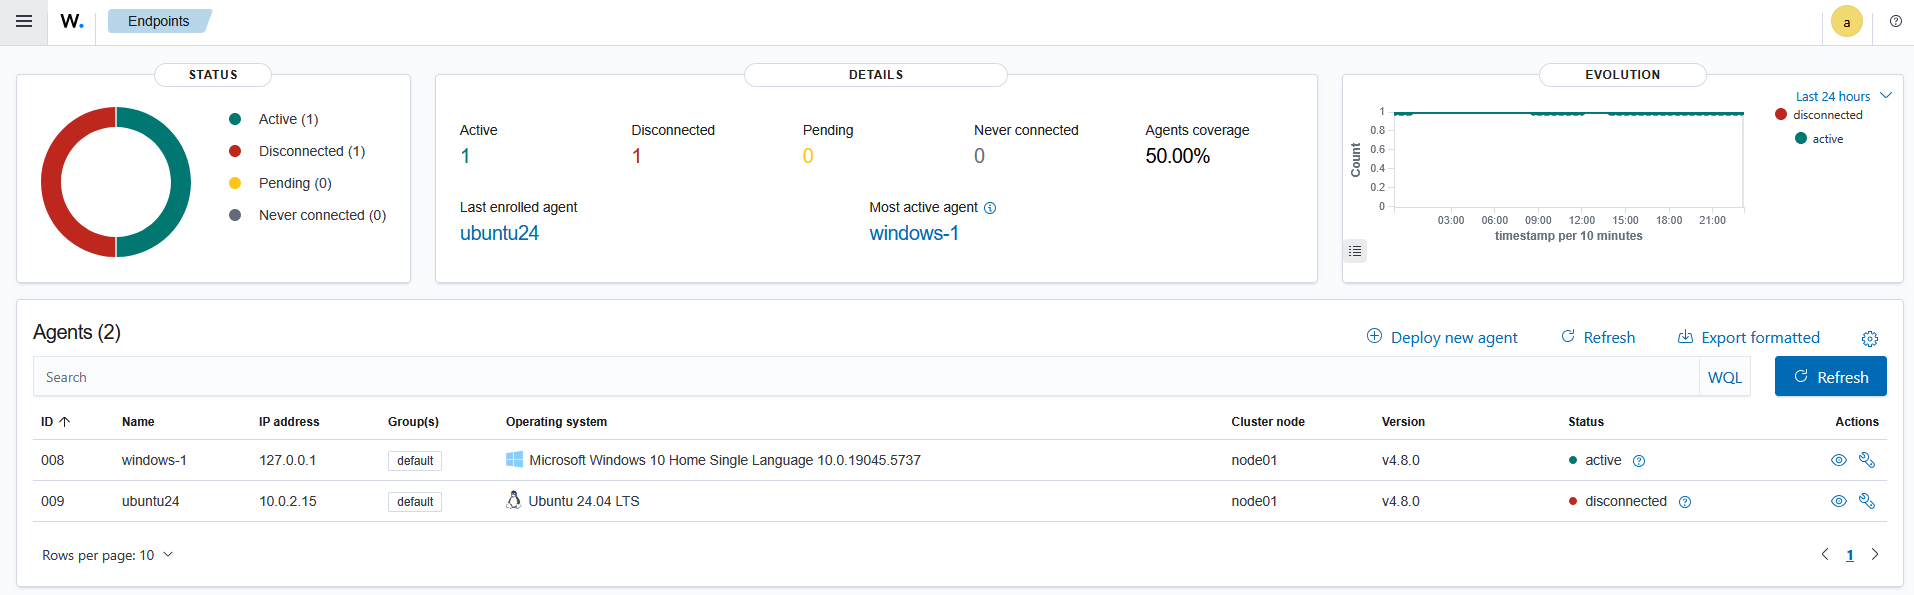 W. Endpoints a
STATUS
Active (1)
Disconnected (1)
Pending (0)
Never connected (0)
DETAILS
Active Disconnected Pending Never connected Agents coverage
1 1 0 0 50.00%
Last enrolled agent Most active agent
ubuntu24 windows-1
EVOLUTION
Last 24 hours
disconnected
active
Count
1
0.8
0.6
0.4
0.2
0
03:00 06:00 09:00 12:00 15:00 18:00 21:00
timestamp per 10 minutes
Agents (2)
Deploy new agent Refresh Export formatted
Search WQL Refresh
ID Name IP address Group(s) Operating system Cluster node Version Status Actions
008 windows-1 127.0.0.1 default Microsoft Windows 10 Home Single Language 10.0.19045.5737 node01 v4.8.0 active
009 ubuntu24 10.0.2.15 default Ubuntu 24.04 LTS node01 v4.8.0 disconnected
Rows per page: 10 1